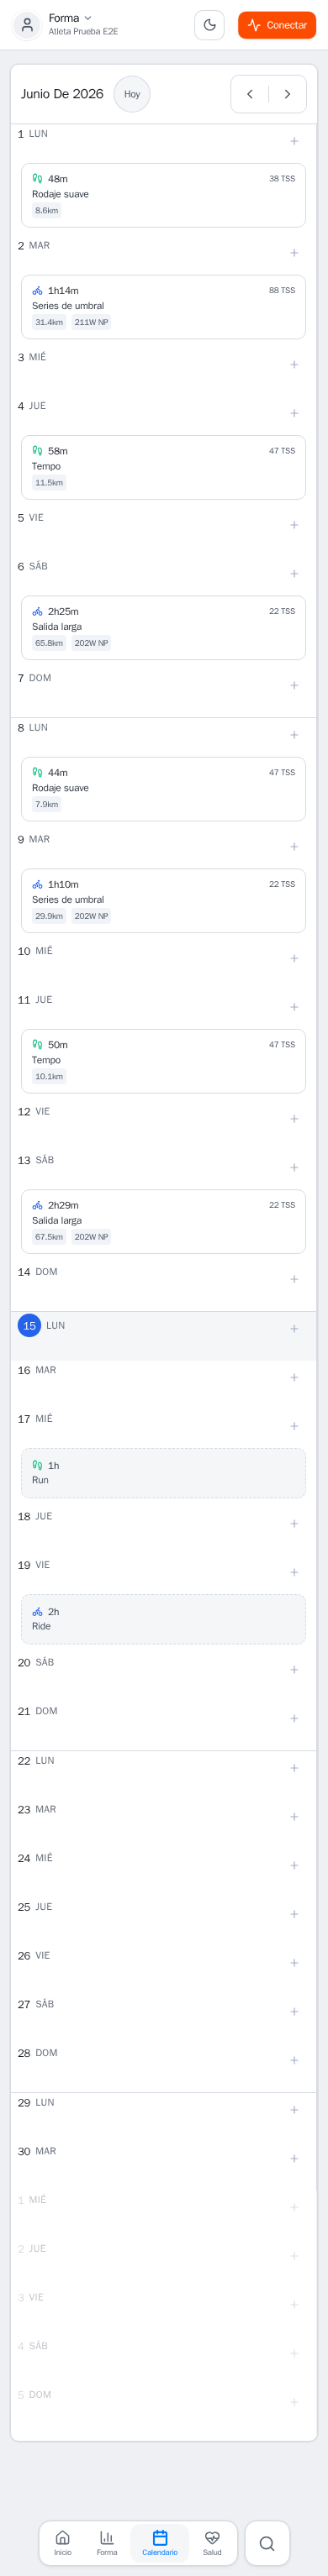 Forma
Atleta Prueba E2E
Conectar
Junio De 2026
Hoy
1 LUN
48m
38 TSS
Rodaje suave
8.6km
2 MAR
1h14m
88 TSS
Series de umbral
31.4km 211W NP
3 MIÉ
4 JUE
58m
47 TSS
Tempo
11.5km
5 VIE
6 SÁB
2h25m
22 TSS
Salida larga
65.8km 202W NP
7 DOM
8 LUN
44m
47 TSS
Rodaje suave
7.9km
9 MAR
1h10m
22 TSS
Series de umbral
29.9km 202W NP
10 MIÉ
11 JUE
50m
47 TSS
Tempo
10.1km
12 VIE
13 SÁB
2h29m
22 TSS
Salida larga
67.5km 202W NP
14 DOM
15 LUN
16 MAR
17 MIÉ
1h
Run
18 JUE
19 VIE
2h
Ride
20 SÁB
21 DOM
22 LUN
23 MAR
24 MIÉ
25 JUE
26 VIE
27 SÁB
28 DOM
29 LUN
30 MAR
1 MIÉ
2 JUE
3 VIE
4 SÁB
5 DOM
Inicio
Forma
Calendario
Salud